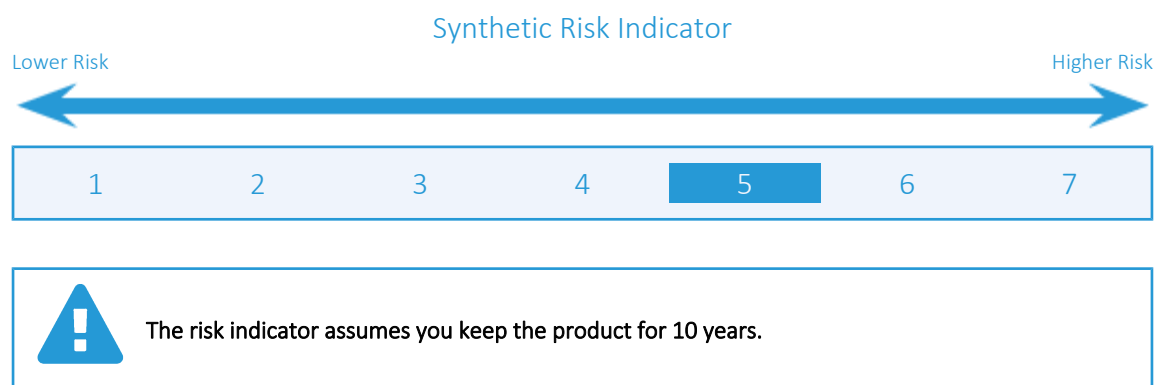 Synthetic Risk Indicator
Lower Risk Higher Risk
1 2 3 4 5 6 7
The risk indicator assumes you keep the product for 10 years.